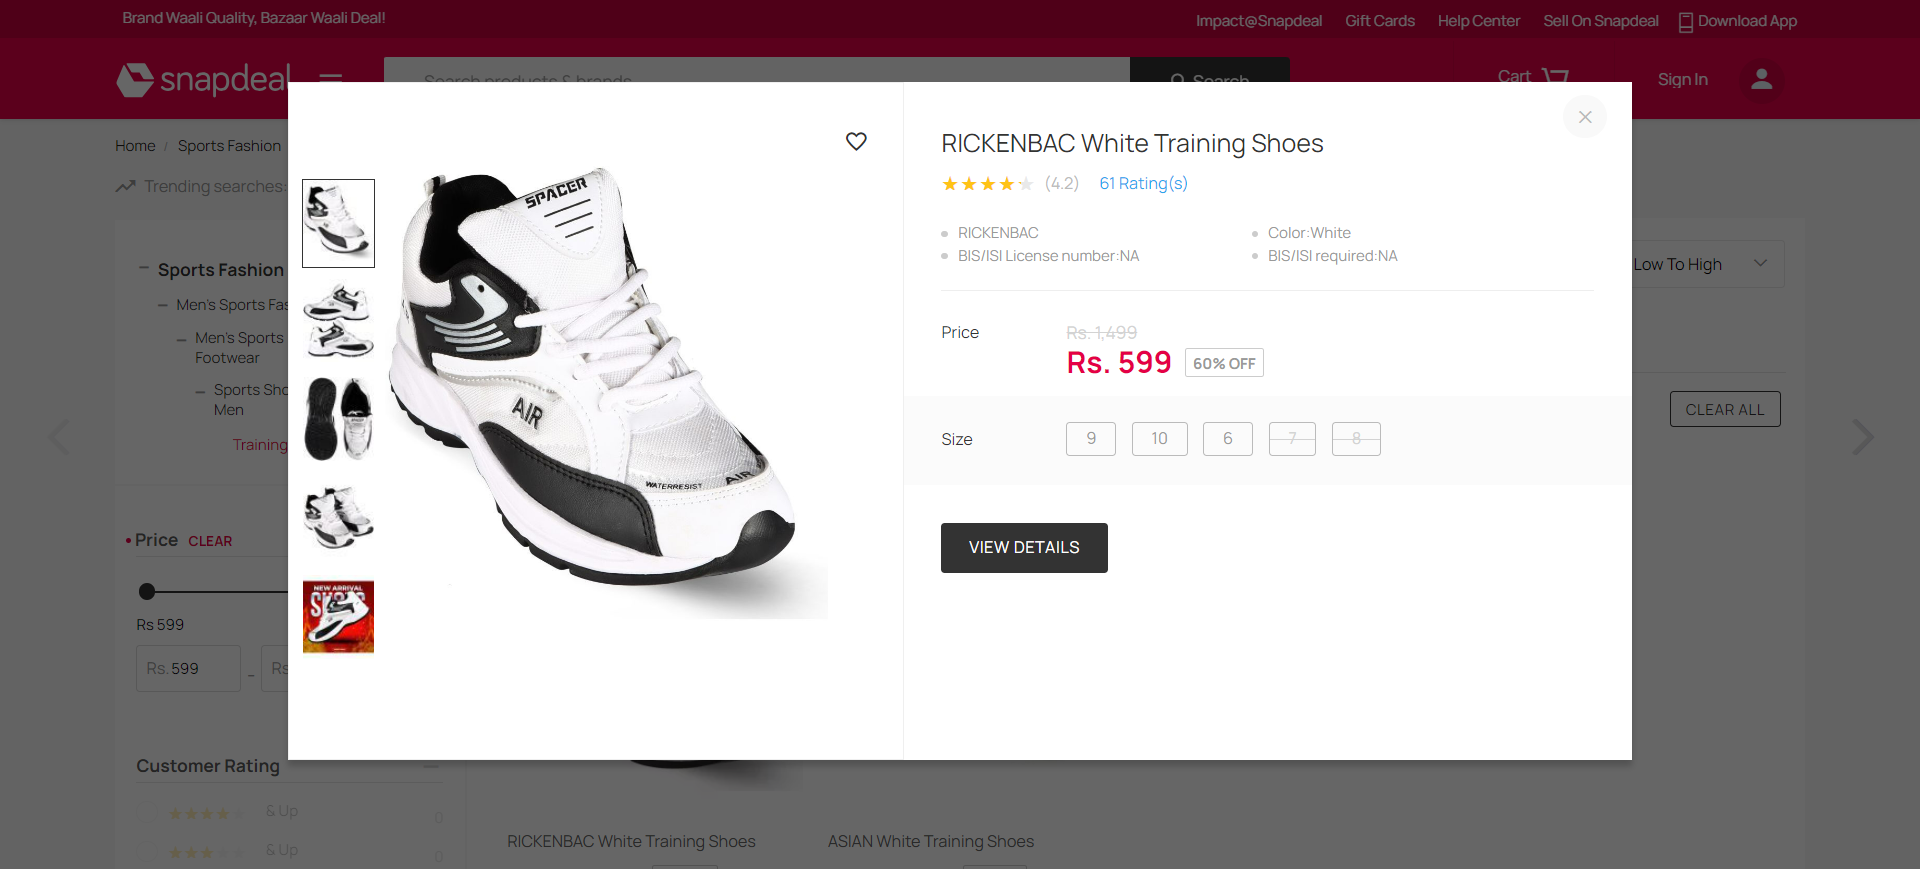 Brand Waali Quality, Bazaar Waali Deal!
Impact@Snapdeal Gift Cards Help Center Sell On Snapdeal Download App
snapdeal
Search products & brands
Search
Cart
Sign In
Home / Sports Fashion
Trending searches:
Sports Fashion
Men's Sports Fas
Men's Sports
Footwear
Sports Sho
Men
Training
Low To High
CLEAR ALL
Price CLEAR
Rs 599
Rs. 599 - Rs
Customer Rating
& Up 0
& Up 0
RICKENBAC White Training Shoes
ASIAN White Training Shoes
SPACER
AIR
WATERRESIST
AIR
NEW ARRIVAL
SHOES
RICKENBAC White Training Shoes
(4.2) 61 Rating(s)
RICKENBAC
Color:White
BIS/ISI License number:NA
BIS/ISI required:NA
Price
Rs. 1,499
Rs. 599 60% OFF
Size 9 10 6 7 8
VIEW DETAILS